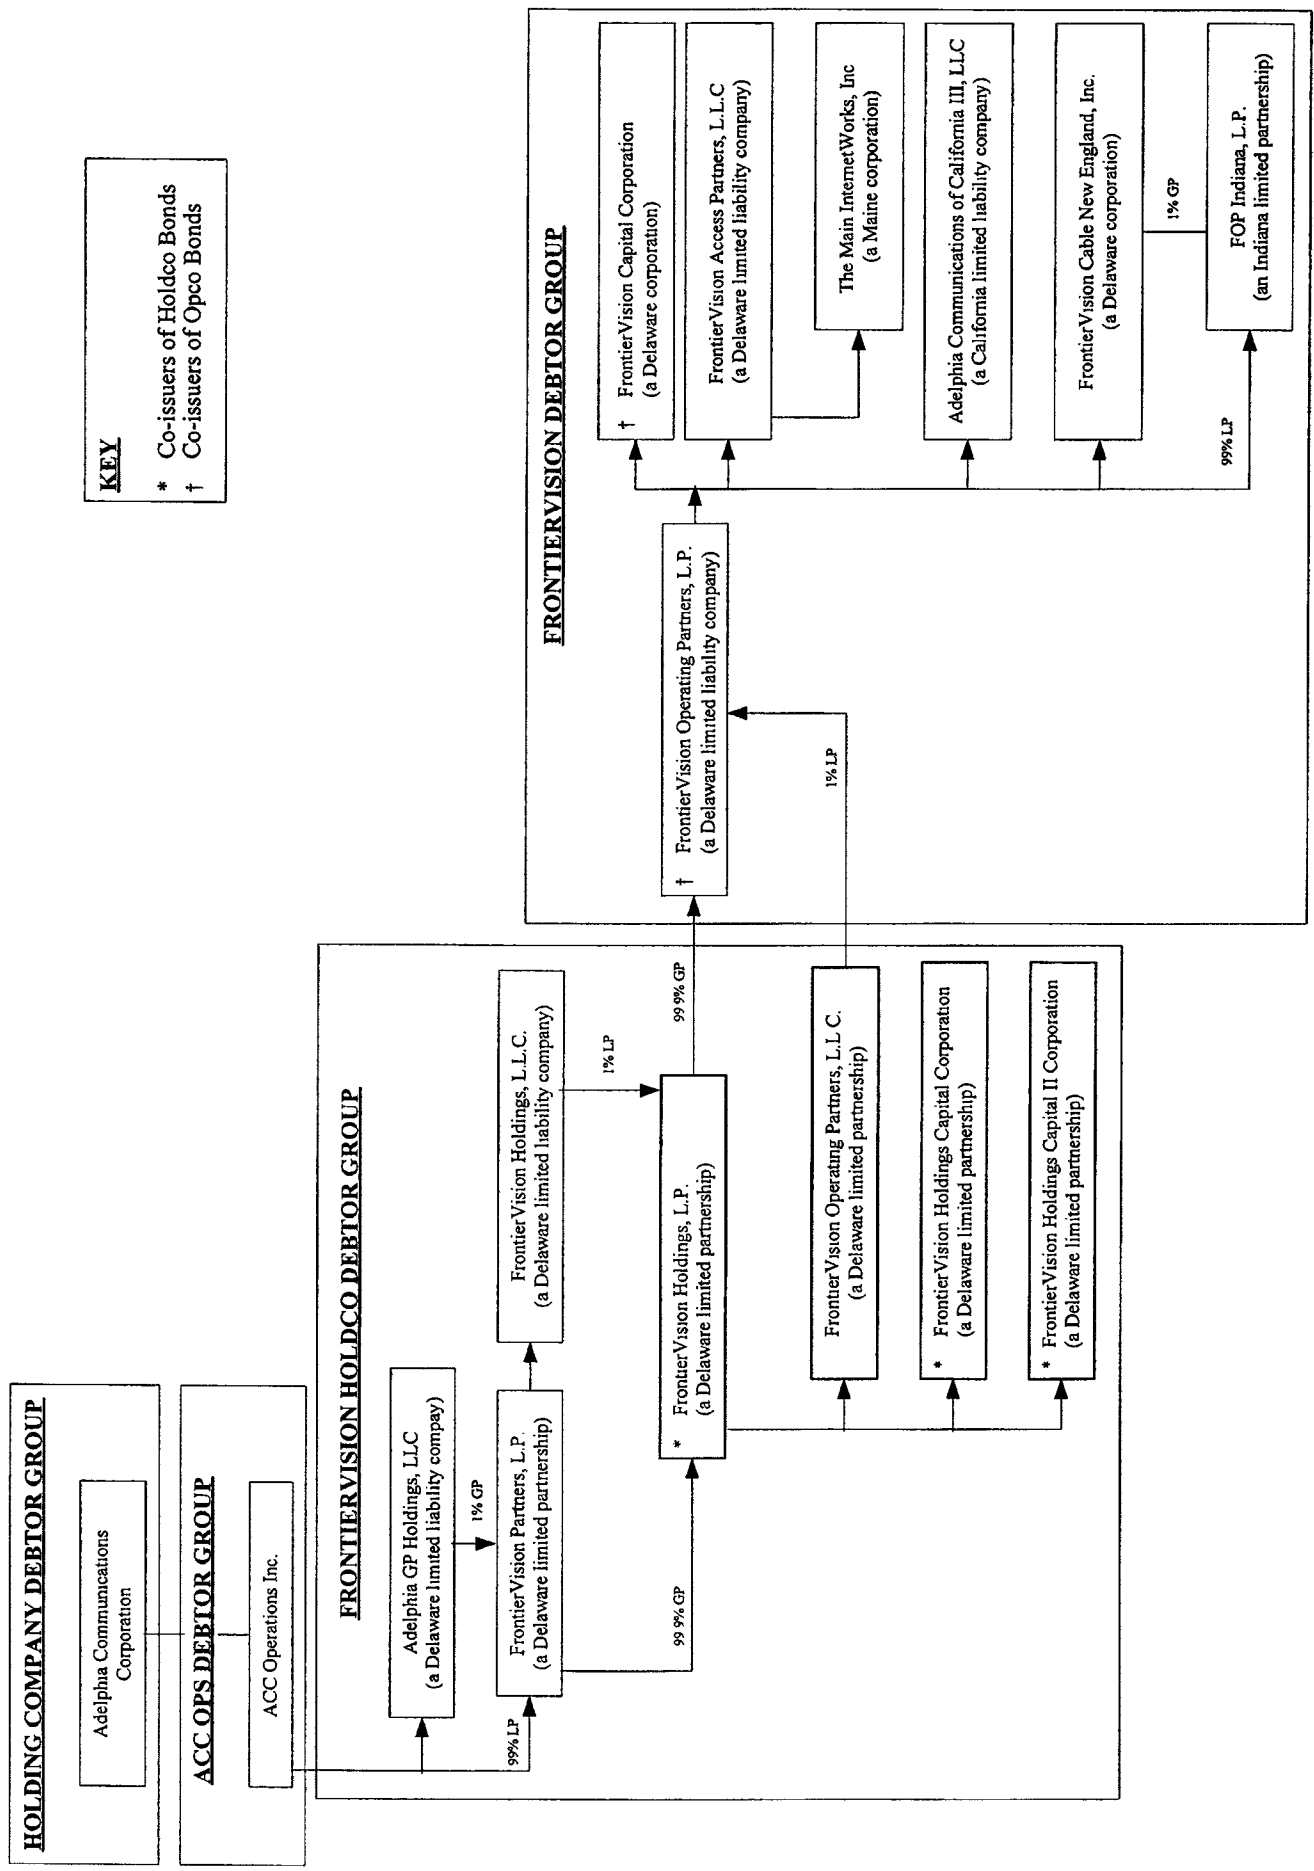 HOLDING COMPANY DEBTOR GROUP
Adelphia Communications
Corporation
ACC OPS DEBTOR GROUP
ACC Operations Inc.
FRONTIERVISION HOLDCO DEBTOR GROUP
Adelphia GP Holdings, LLC
(a Delaware limited liability compay)
99% LP
1% GP
FrontierVision Partners, L.P.
(a Delaware limited partnership)
FrontierVision Holdings, L.L.C.
(a Delaware limited liability company)
99 9% GP
1% LP
* FrontierVision Holdings, L.P.
(a Delaware limited partnership)
99 9% GP
FrontierVision Operating Partners, L.L C.
(a Delaware limited partnership)
* FrontierVision Holdings Capital Corporation
(a Delaware limited partnership)
* FrontierVision Holdings Capital II Corporation
(a Delaware limited partnership)
KEY
* Co-issuers of Holdco Bonds
† Co-issuers of Opco Bonds
FRONTIERVISION DEBTOR GROUP
† FrontierVision Operating Partners, L.P.
(a Delaware limited liability company)
1% LP
† FrontierVision Capital Corporation
(a Delaware corporation)
FrontierVision Access Partners, L.L.C
(a Delaware limited liability company)
The Main InternetWorks, Inc
(a Maine corporation)
Adelphia Communications of California III, LLC
(a California limited liability company)
FrontierVision Cable New England, Inc.
(a Delaware corporation)
99% LP
1% GP
FOP Indiana, L.P.
(an Indiana limited partnership)